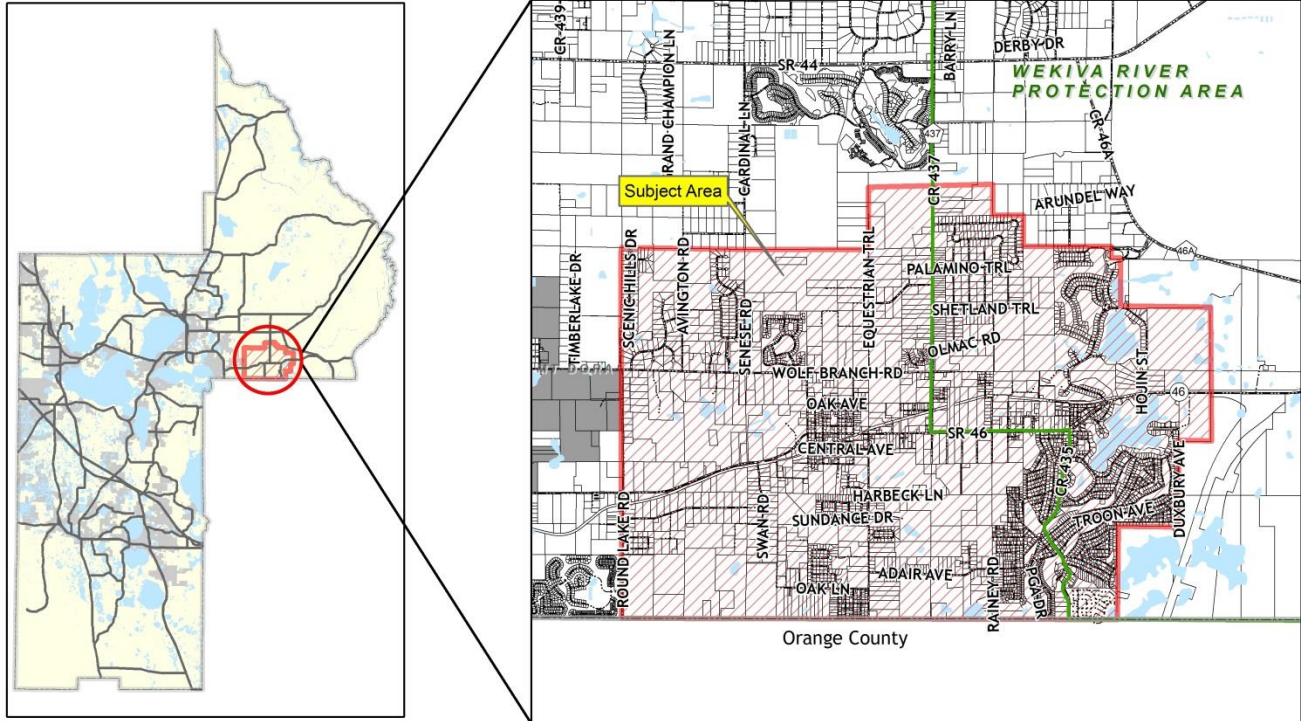 CR-439
GRAND CHAMPION LN
CARDINAL LN
SR-44
BARRY LN
DERBY DR
WEKIVA RIVER
PROTECTION AREA
CR-46A
437
CR-437
Subject Area
ARUNDEL WAY
46A
TIMBERLAKE DR
SCENIC HILLS DR
AVINGTON RD
SENESE RD
EQUESTRIAN TRL
PALAMINO TRL
SHETLAND TRL
OLMAC RD
WOLF BRANCH RD
HOJIN ST
46
OAK AVE
SR-46
CENTRAL AVE
CR-435
DUXBURY AVE
HARBECK LN
SUNDANCE DR
TROON AVE
ROUND LAKE RD
SWAN RD
ADAIR AVE
OAK LN
RAINEY RD
PGA DR
Orange County